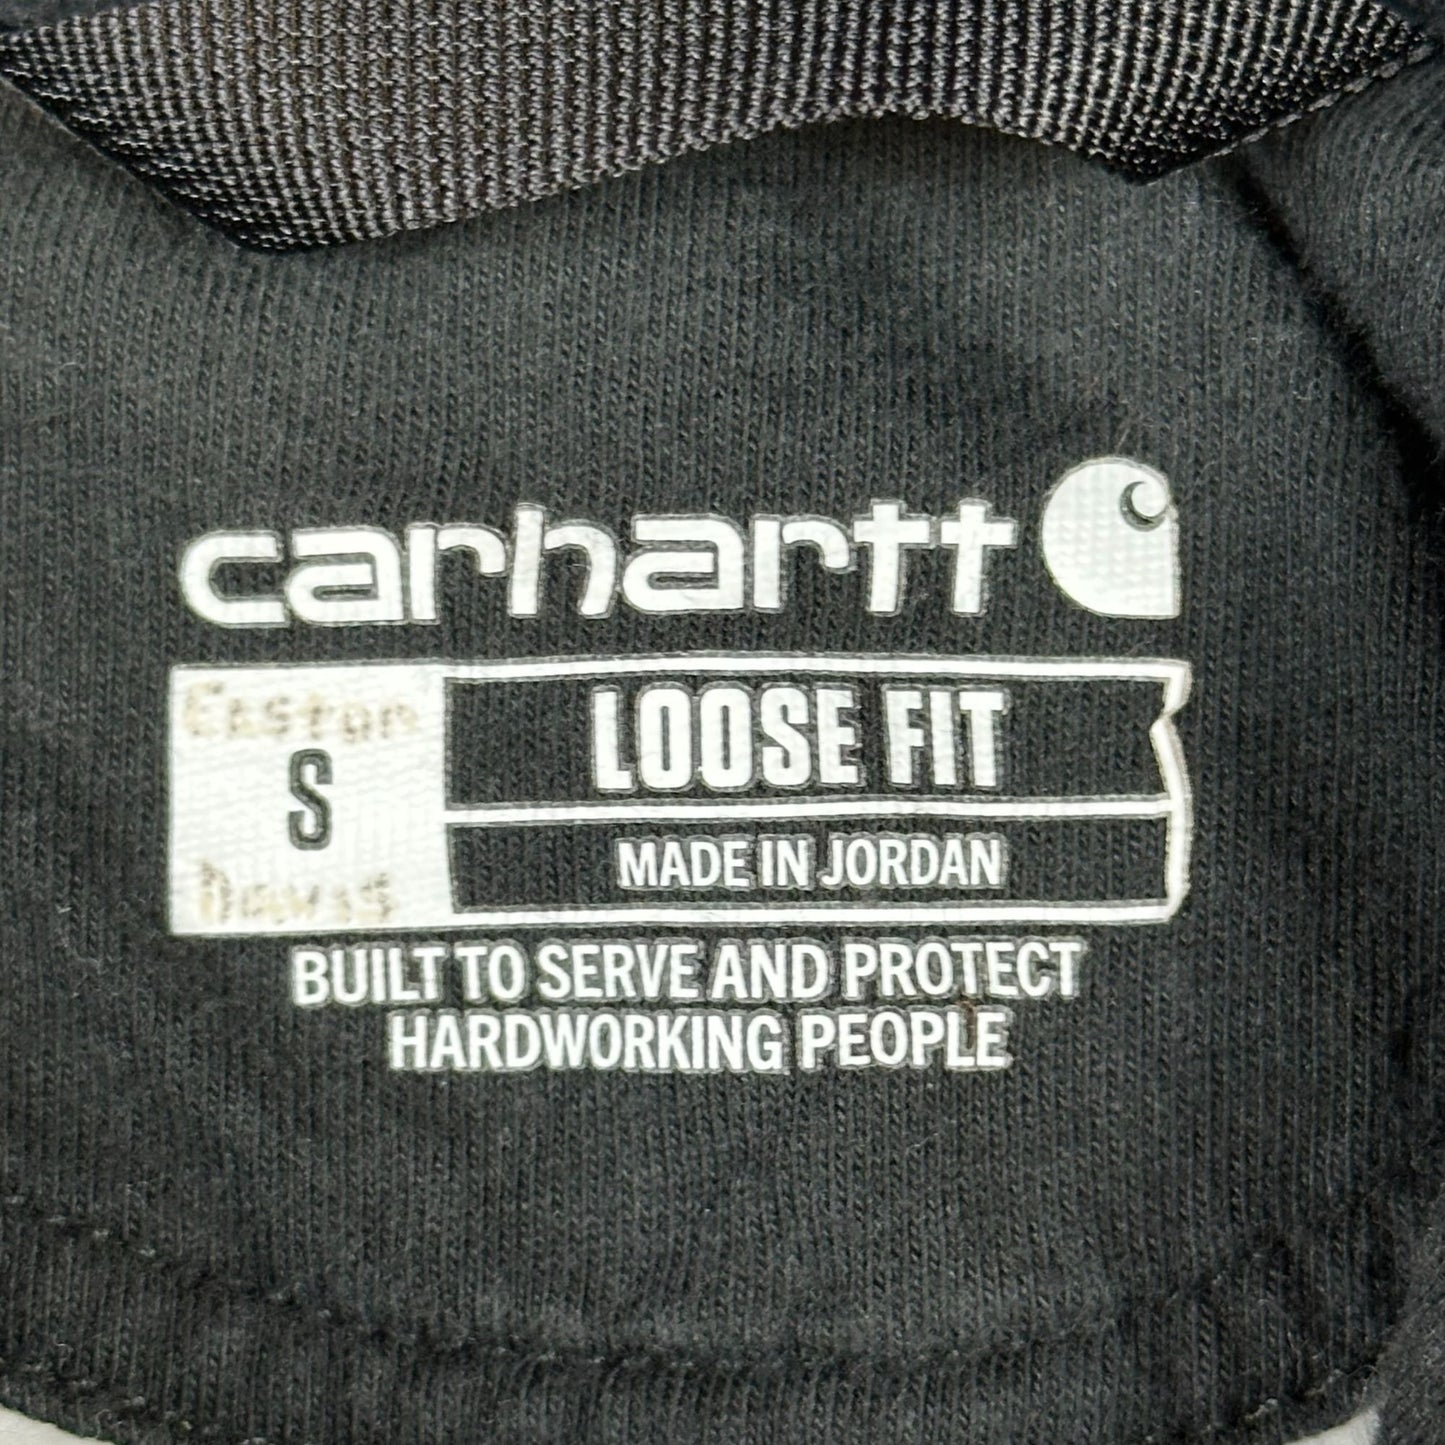 carhartt
Easton
S
LOOSE FIT
MADE IN JORDAN
BUILT TO SERVE AND PROTECT
HARDWORKING PEOPLE